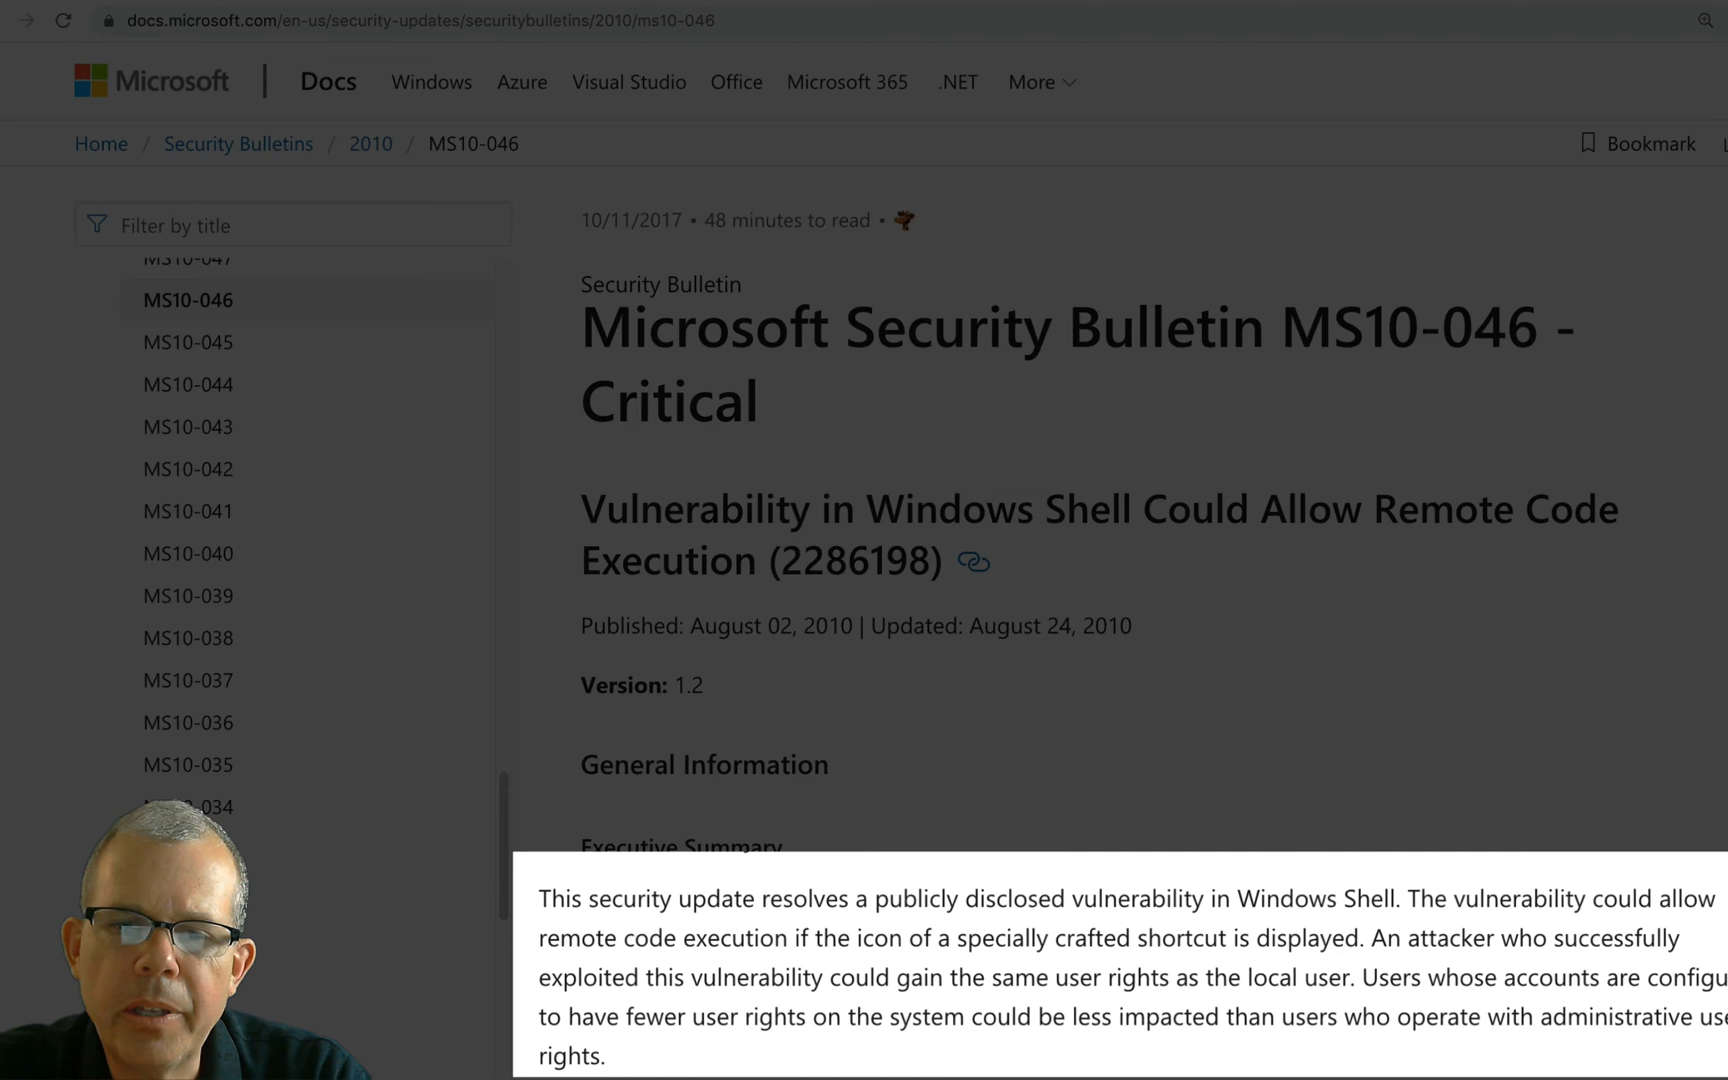 docs.microsoft.com/en-us/security-updates/securitybulletins/2010/ms10-046
Microsoft | Docs Windows Azure Visual Studio Office Microsoft 365 .NET More
Home / Security Bulletins / 2010 / MS10-046
Bookmark
Filter by title
MS10-047
MS10-046
MS10-045
MS10-044
MS10-043
MS10-042
MS10-041
MS10-040
MS10-039
MS10-038
MS10-037
MS10-036
MS10-035
034
10/11/2017 • 48 minutes to read •
Security Bulletin
Microsoft Security Bulletin MS10-046 -
Critical
Vulnerability in Windows Shell Could Allow Remote Code
Execution (2286198)
Published: August 02, 2010 | Updated: August 24, 2010
Version: 1.2
General Information
Executive Summary
This security update resolves a publicly disclosed vulnerability in Windows Shell. The vulnerability could allow
remote code execution if the icon of a specially crafted shortcut is displayed. An attacker who successfully
exploited this vulnerability could gain the same user rights as the local user. Users whose accounts are configu
to have fewer user rights on the system could be less impacted than users who operate with administrative use
rights.